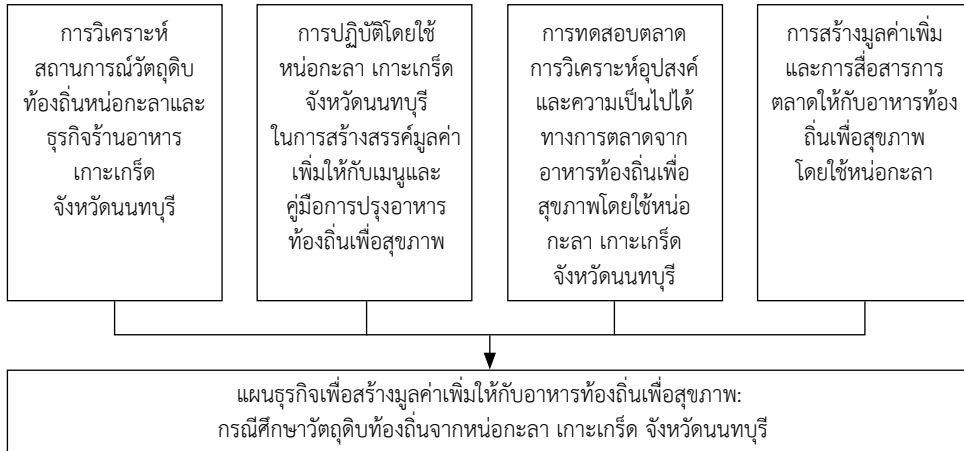 การวิเคราะห์
สถานการณ์วัตถุดิบ
ท้องถิ่นหน่อกะลาและ
ธุรกิจร้านอาหาร
เกาะเกร็ด
จังหวัดนนทบุรี
การปฏิบัติโดยใช้
หน่อกะลา เกาะเกร็ด
จังหวัดนนทบุรี
ในการสร้างสรรค์มูลค่า
เพิ่มให้กับเมนูและ
คู่มือการปรุงอาหาร
ท้องถิ่นเพื่อสุขภาพ
การทดสอบตลาด
การวิเคราะห์อุปสงค์
และความเป็นไปได้
ทางการตลาดจาก
อาหารท้องถิ่นเพื่อ
สุขภาพโดยใช้หน่อ
กะลา เกาะเกร็ด
จังหวัดนนทบุรี
การสร้างมูลค่าเพิ่ม
และการสื่อสารการ
ตลาดให้กับอาหารท้อง
ถิ่นเพื่อสุขภาพ
โดยใช้หน่อกะลา
แผนธุรกิจเพื่อสร้างมูลค่าเพิ่มให้กับอาหารท้องถิ่นเพื่อสุขภาพ:
กรณีศึกษาวัตถุดิบท้องถิ่นจากหน่อกะลา เกาะเกร็ด จังหวัดนนทบุรี